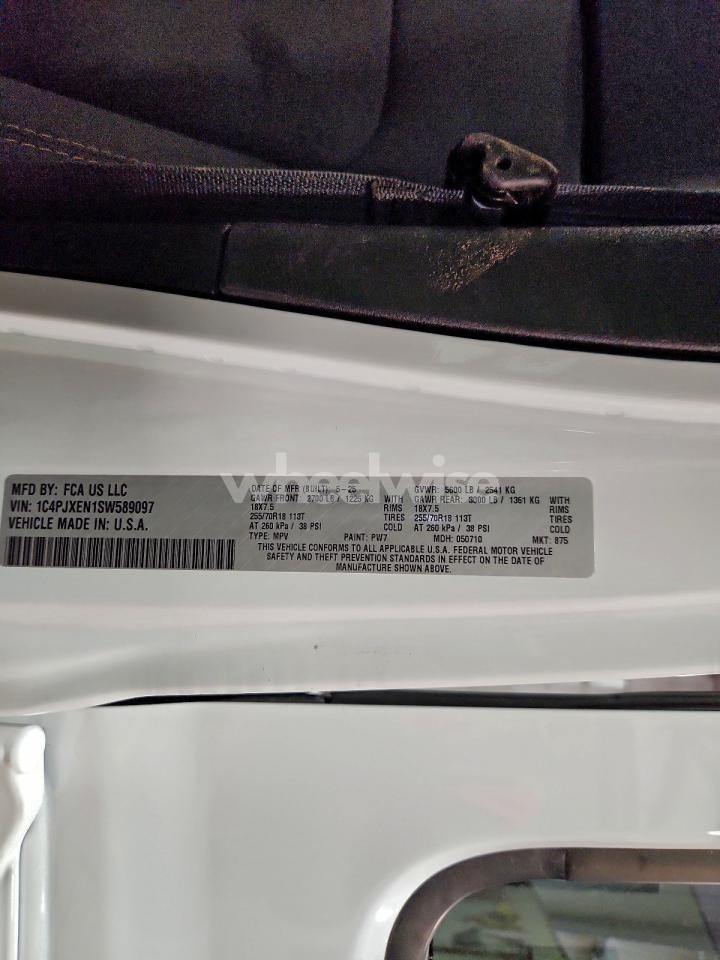 MFD BY: FCA US LLC
VIN: 1C4PJXEN1SW589097
VEHICLE MADE IN U.S.A.
DATE OF MFR (BUILT): 5-25
GVWR: 5600 LB / 2541 KG
GAWR FRONT: 2700 LB / 1225 KG WITH
18X7.5 RIMS
255/70R18 113T TIRES
AT 260 kPa / 38 PSI COLD
GAWR REAR: 3000 LB / 1361 KG WITH
18X7.5 RIMS
255/70R18 113T TIRES
AT 260 kPa / 38 PSI COLD
TYPE: MPV PAINT: PW7 MDH: 050710 MKT: 875
THIS VEHICLE CONFORMS TO ALL APPLICABLE U.S.A. FEDERAL MOTOR VEHICLE
SAFETY AND THEFT PREVENTION STANDARDS IN EFFECT ON THE DATE OF
MANUFACTURE SHOWN ABOVE.
wheelwise